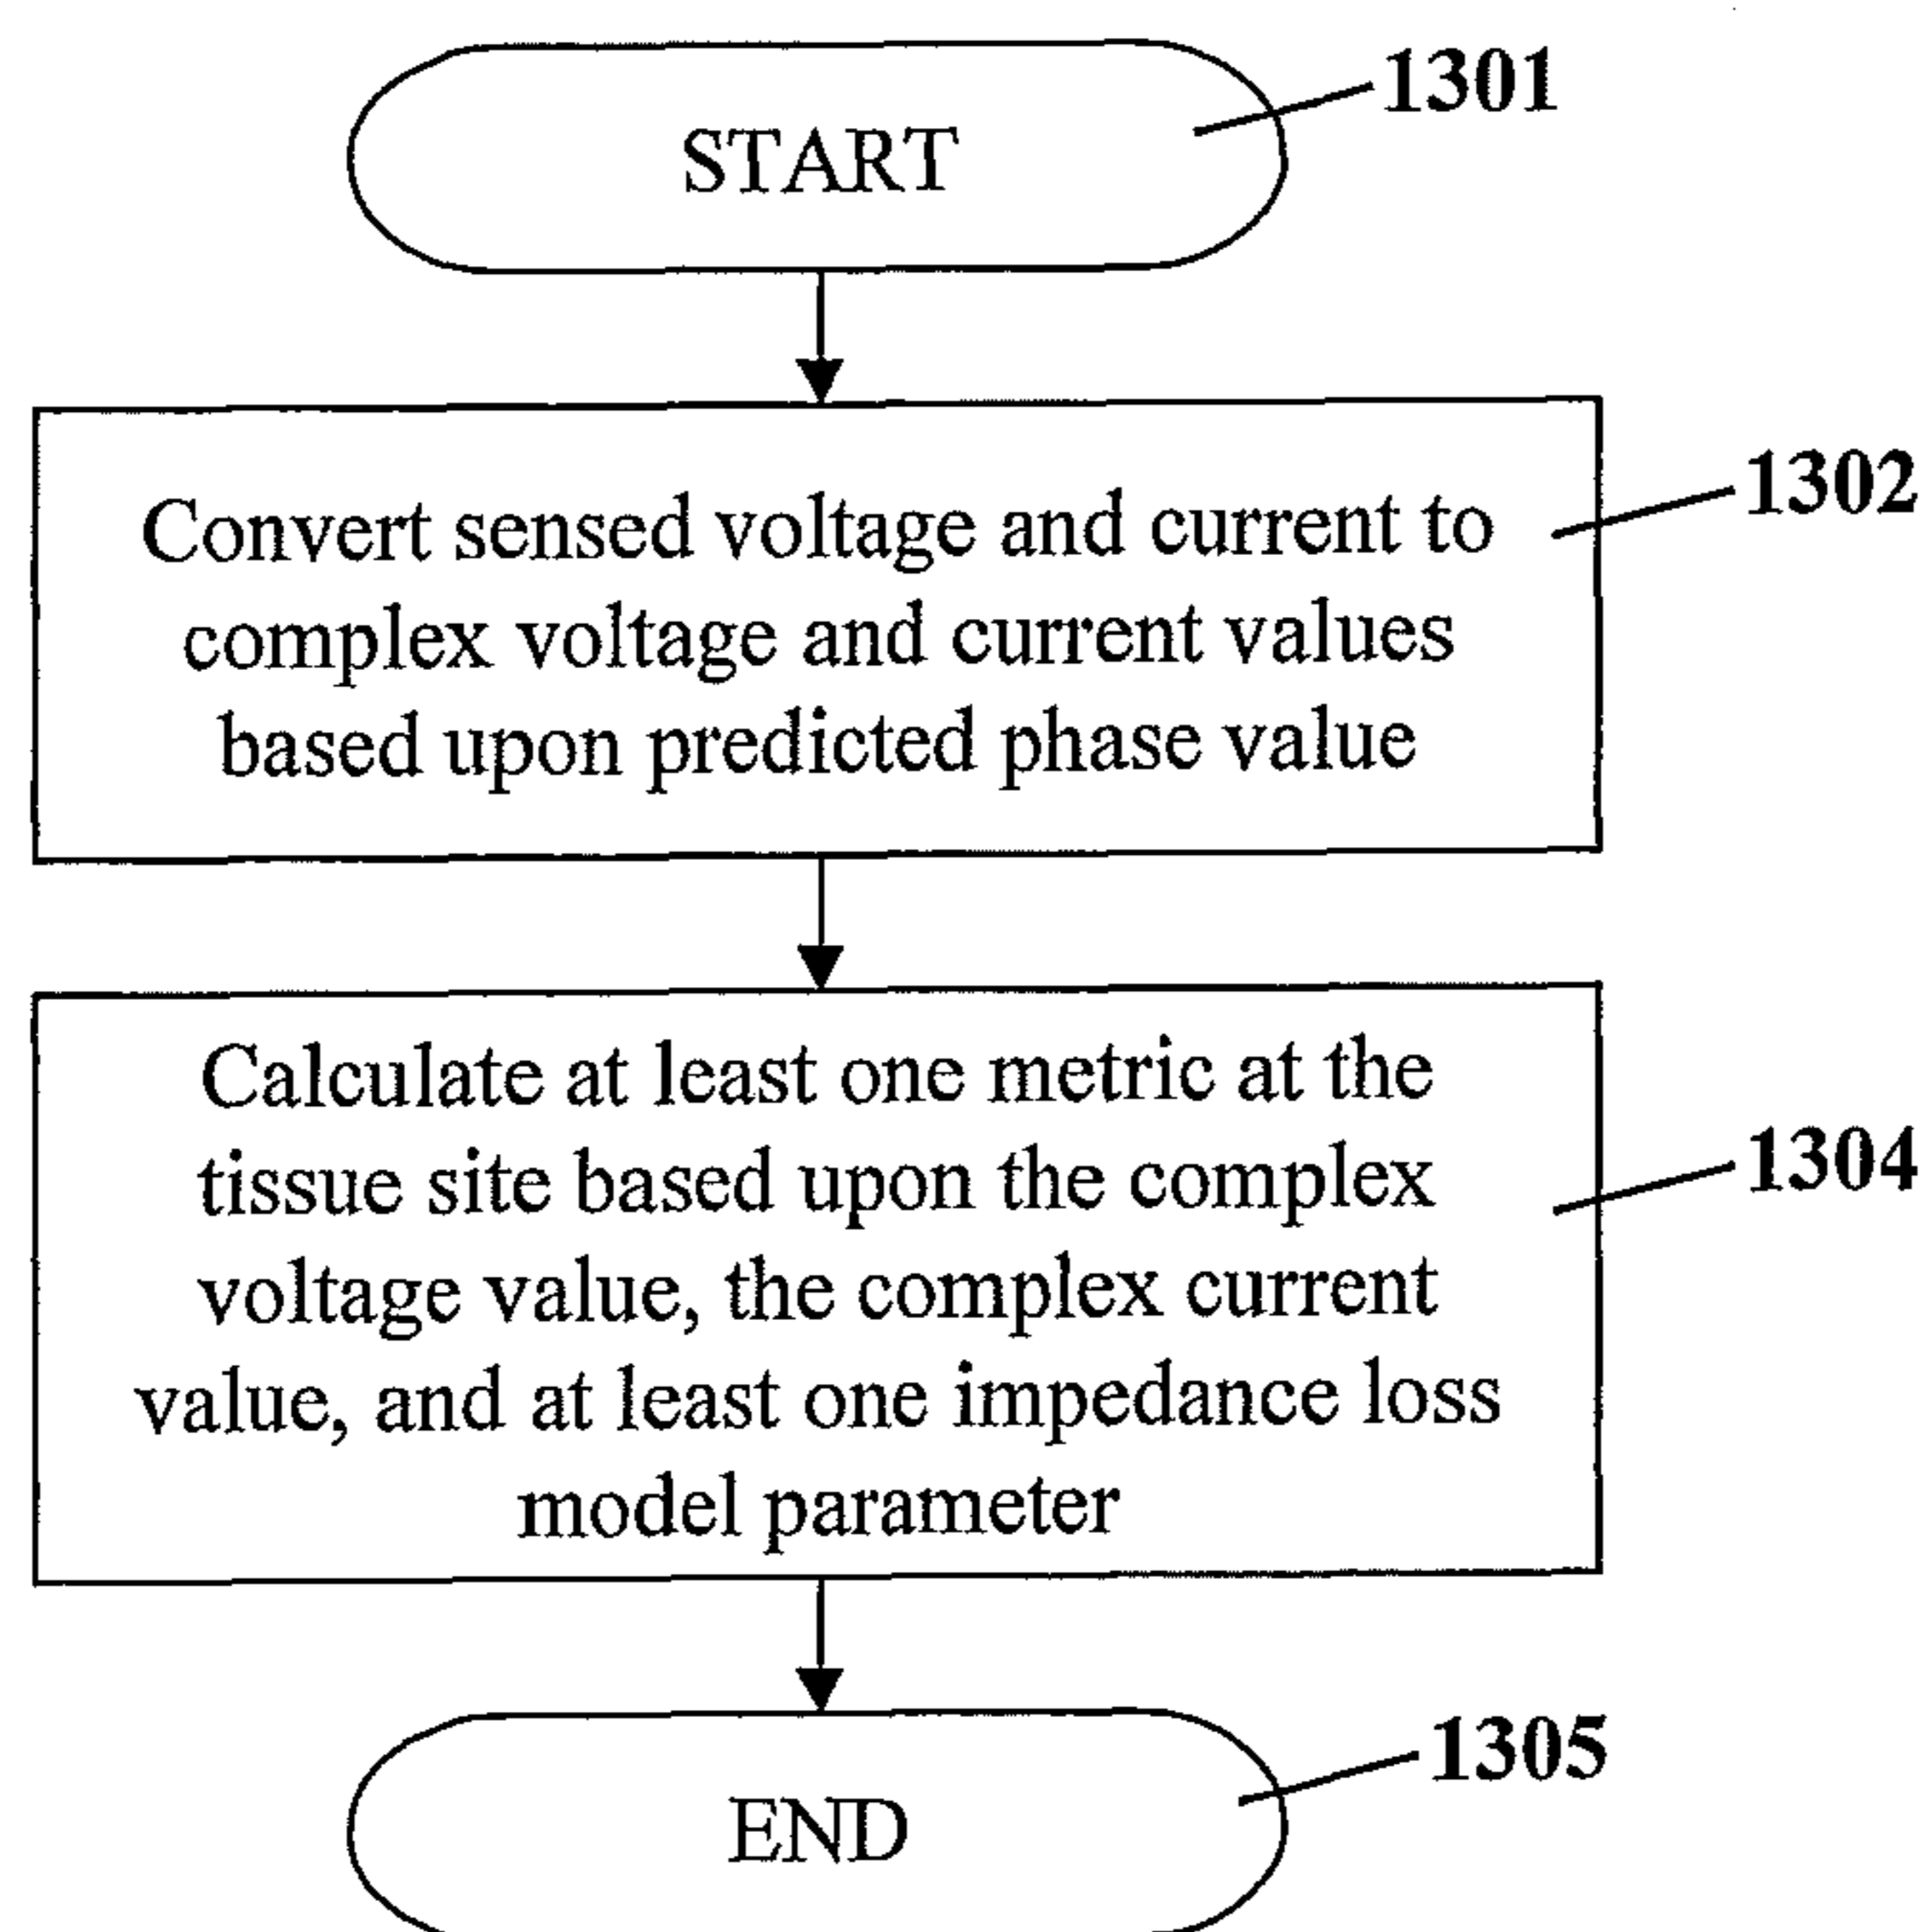 START
1301
Convert sensed voltage and current to
complex voltage and current values
based upon predicted phase value
1302
Calculate at least one metric at the
tissue site based upon the complex
voltage value, the complex current
value, and at least one impedance loss
model parameter
1304
END
1305